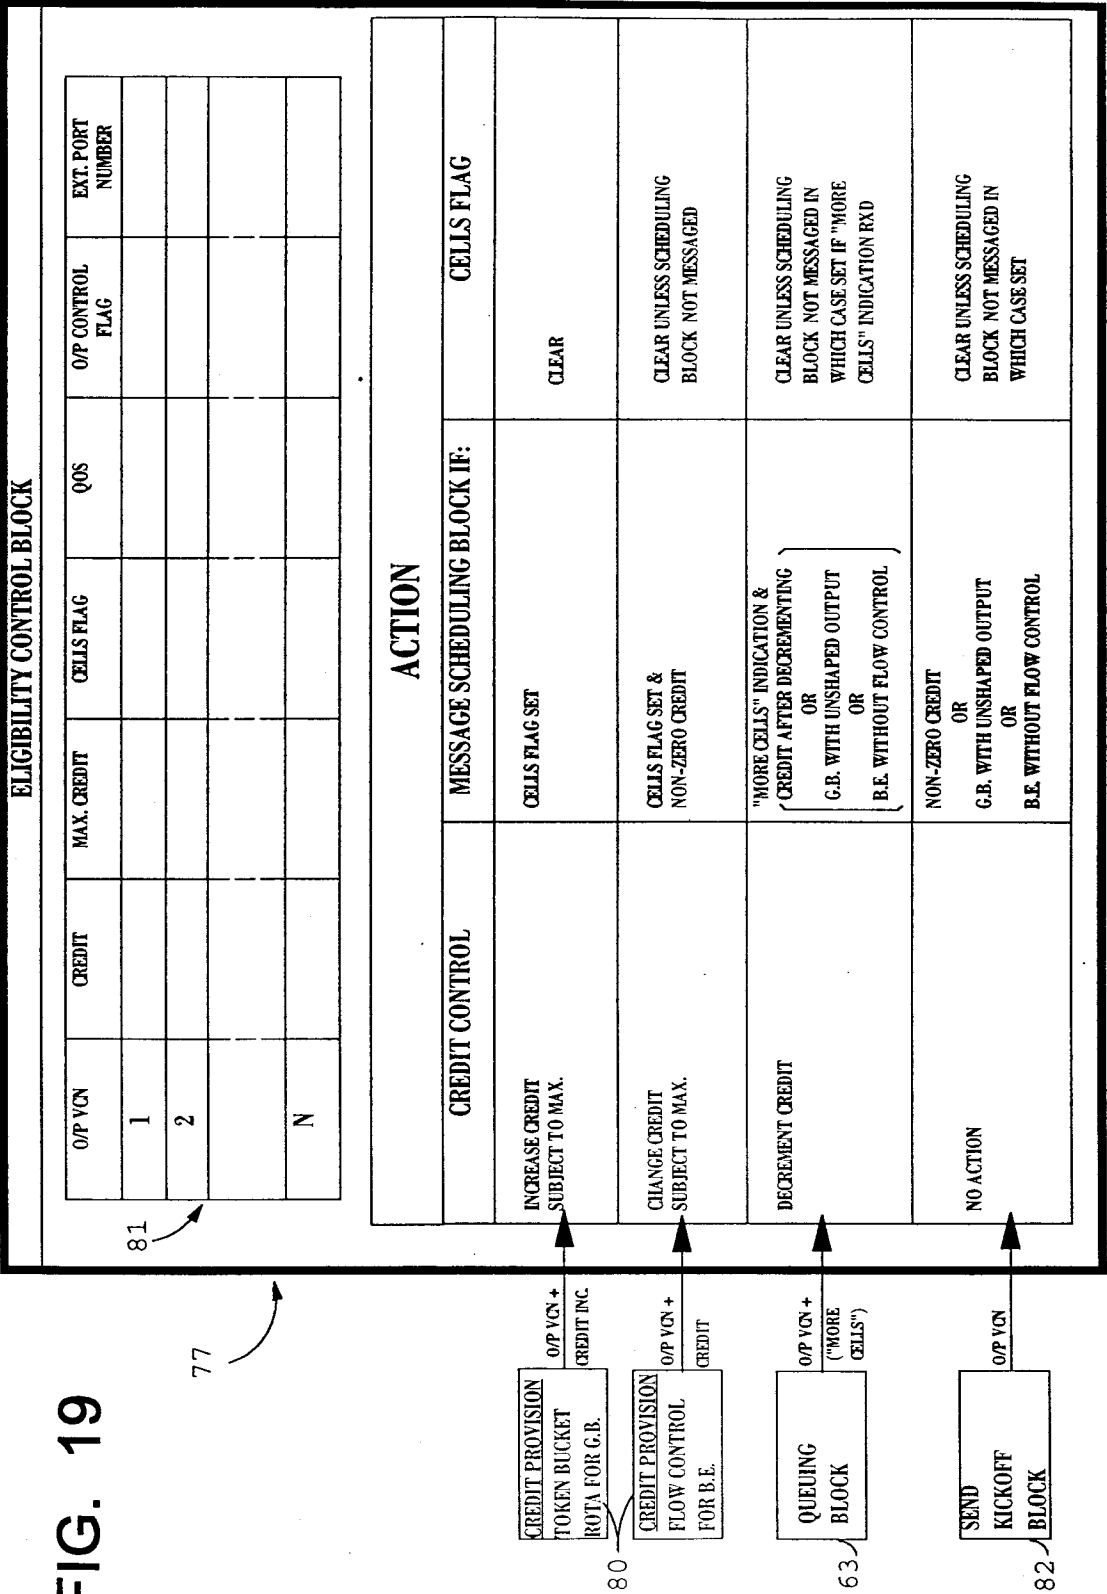 FIG. 19
77
ELIGIBILITY CONTROL BLOCK
81
O/P VCN
CREDIT
MAX. CREDIT
CELLS FLAG
QOS
O/P CONTROL
FLAG
EXT. PORT
NUMBER
1
2
N
ACTION
CREDIT CONTROL
MESSAGE SCHEDULING BLOCK IF:
CELLS FLAG
80
CREDIT PROVISION
TOKEN BUCKET
ROTA FOR G.B.
O/P VCN +
CREDIT INC.
INCREASE CREDIT
SUBJECT TO MAX.
CELLS FLAG SET
CLEAR
CREDIT PROVISION
FLOW CONTROL
FOR B.E.
O/P VCN +
CREDIT
CHANGE CREDIT
SUBJECT TO MAX.
CELLS FLAG SET &
NON-ZERO CREDIT
CLEAR UNLESS SCHEDULING
BLOCK NOT MESSAGED
63
QUEUING
BLOCK
O/P VCN +
("MORE
CELLS")
DECREMENT CREDIT
"MORE CELLS" INDICATION &
CREDIT AFTER DECREMENTING
OR
G.B. WITH UNSHAPED OUTPUT
OR
B.E. WITHOUT FLOW CONTROL
CLEAR UNLESS SCHEDULING
BLOCK NOT MESSAGED IN
WHICH CASE SET IF "MORE
CELLS" INDICATION RXD
82
SEND
KICKOFF
BLOCK
O/P VCN
NO ACTION
NON-ZERO CREDIT
OR
G.B. WITH UNSHAPED OUTPUT
OR
B.E. WITHOUT FLOW CONTROL
CLEAR UNLESS SCHEDULING
BLOCK NOT MESSAGED IN
WHICH CASE SET